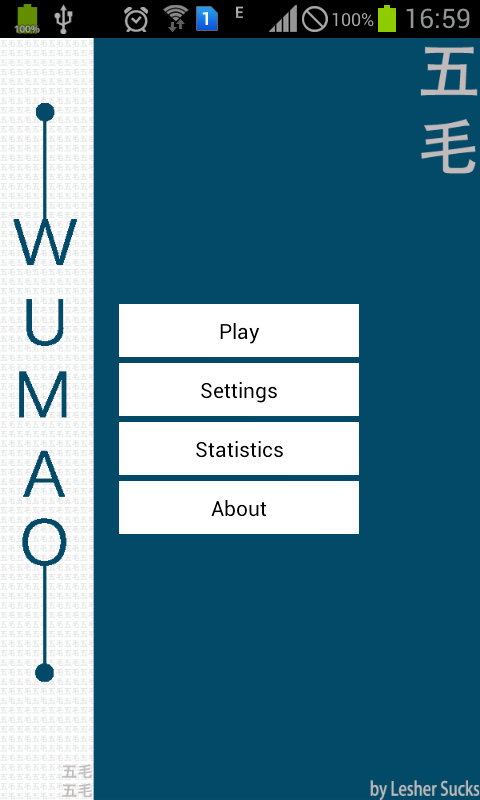 100%
1
E
100%
16:59
五
毛
W
U
M
A
O
Play
Settings
Statistics
About
五毛
五毛
by Lesher Sucks